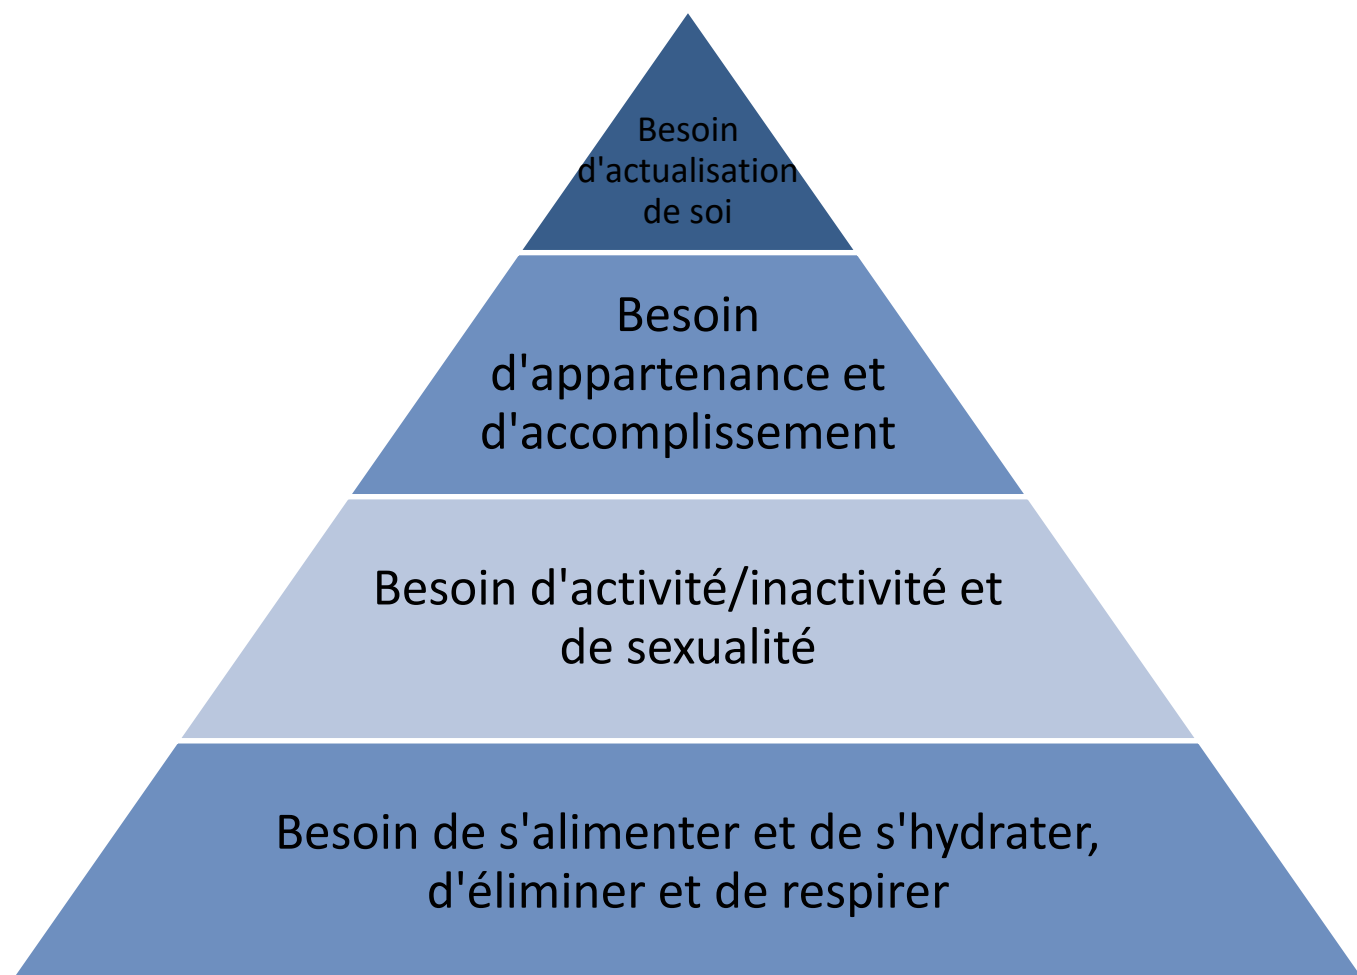 Besoin
d'actualisation
de soi
Besoin
d'appartenance et
d'accomplissement
Besoin d'activité/inactivité et
de sexualité
Besoin de s'alimenter et de s'hydrater,
d'éliminer et de respirer